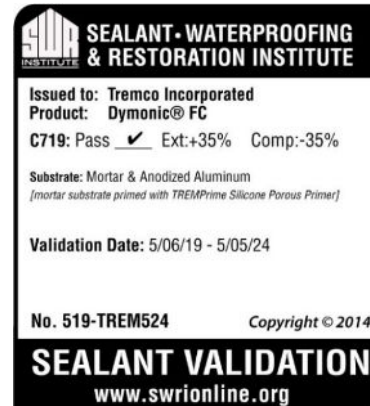 SWR
INSTITUTE
SEALANT•WATERPROOFING
& RESTORATION INSTITUTE
Issued to: Tremco Incorporated
Product: Dymonic® FC
C719: Pass ✔ Ext:+35% Comp:-35%
Substrate: Mortar & Anodized Aluminum
[mortar substrate primed with TREMPrime Silicone Porous Primer]
Validation Date: 5/06/19 - 5/05/24
No. 519-TREM524 Copyright © 2014
SEALANT VALIDATION
www.swrionline.org